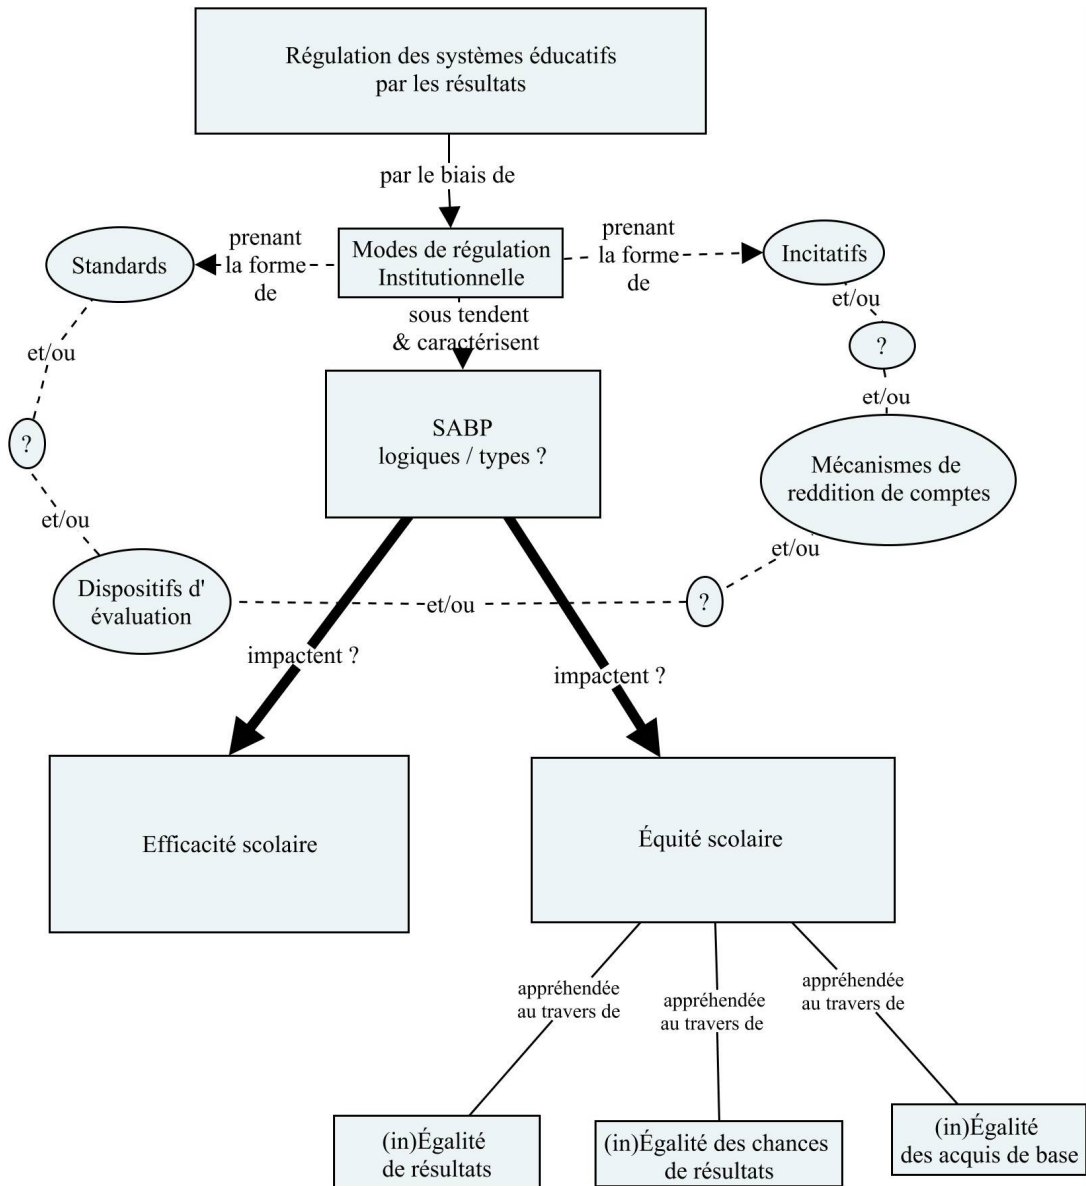 Régulation des systèmes éducatifs
par les résultats
par le biais de
Standards
prenant
la forme
de
Modes de régulation
Institutionnelle
prenant
la forme
de
Incitatifs
sous tendent
& caractérisent
et/ou
?
et/ou
et/ou
?
et/ou
SABP
logiques / types ?
Mécanismes de
reddition de comptes
Dispositifs d'
évaluation
et/ou
?
et/ou
impactent ?
impactent ?
Efficacité scolaire
Équité scolaire
appréhendée
au travers de
appréhendée
au travers de
appréhendée
au travers de
(in)Égalité
de résultats
(in)Égalité des chances
de résultats
(in)Égalité
des acquis de base